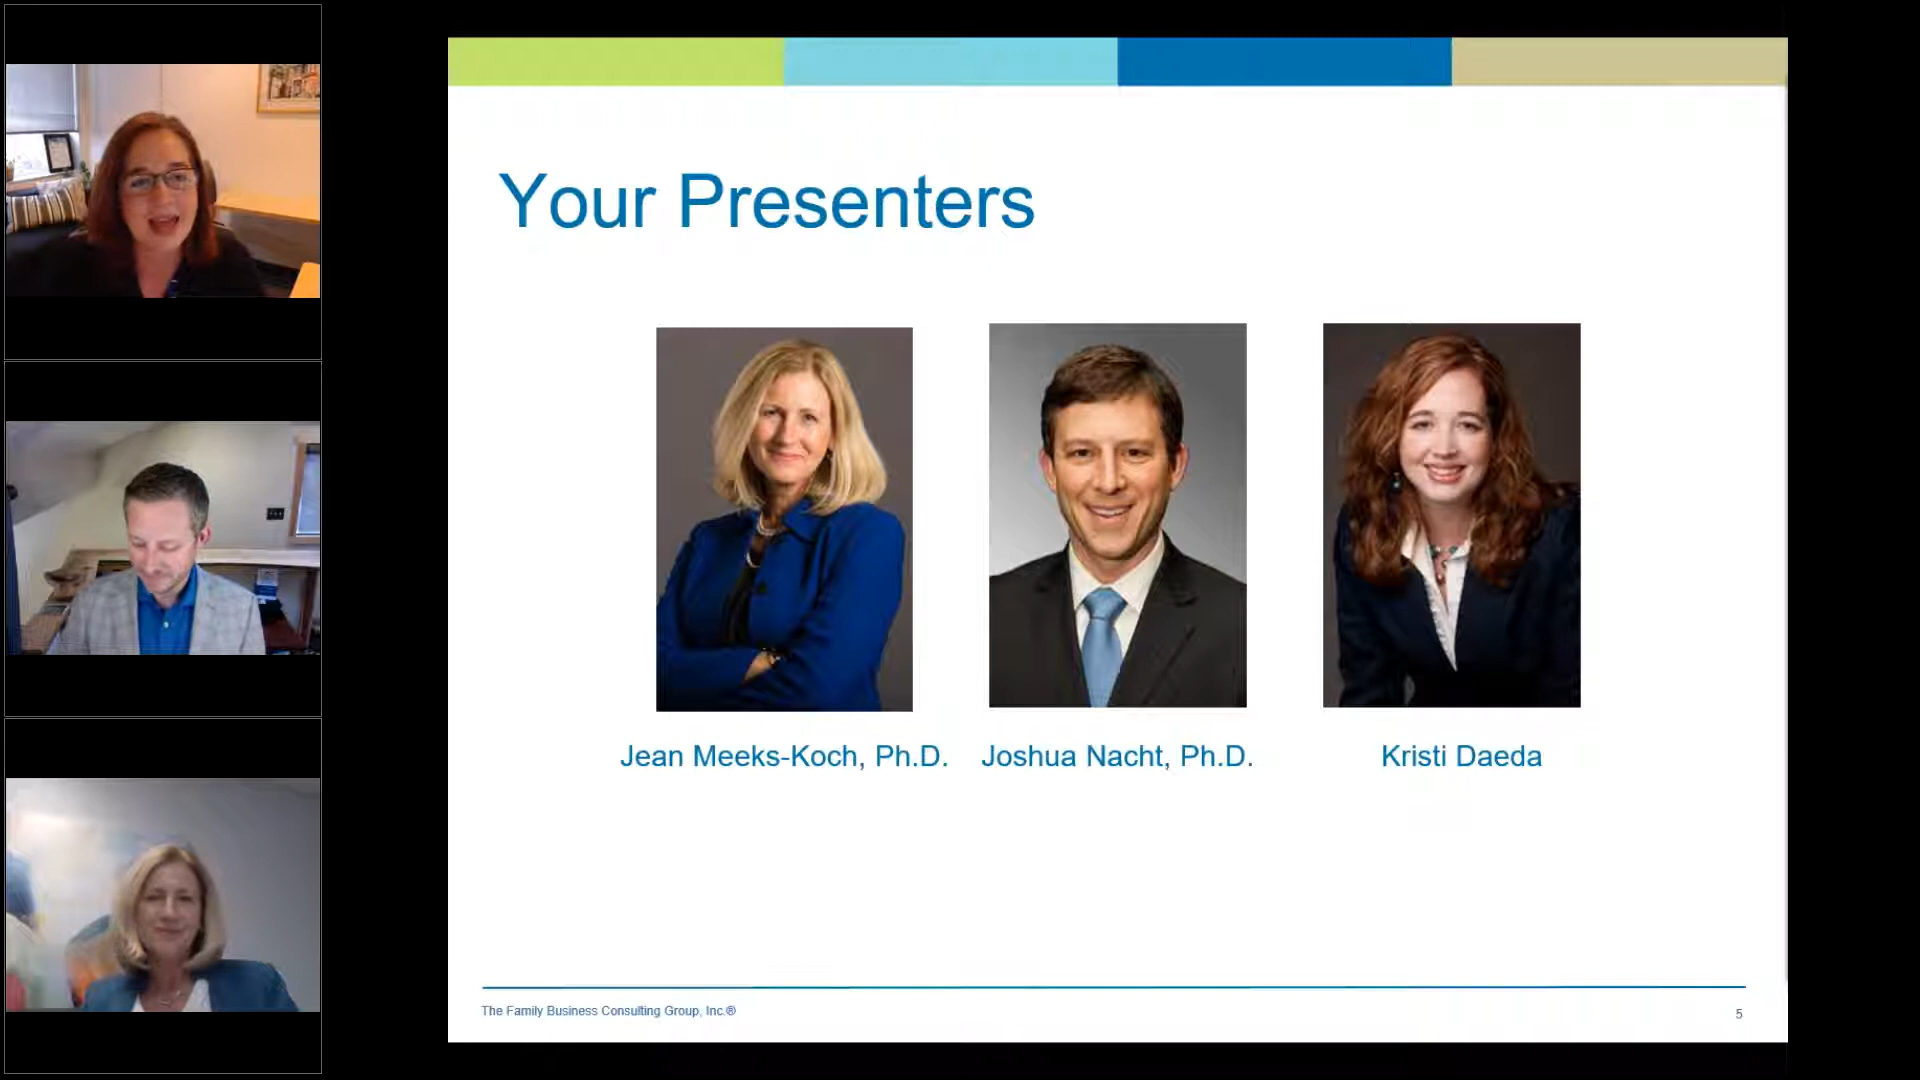 Your Presenters
Jean Meeks-Koch, Ph.D.
Joshua Nacht, Ph.D.
Kristi Daeda
The Family Business Consulting Group, Inc.®
5